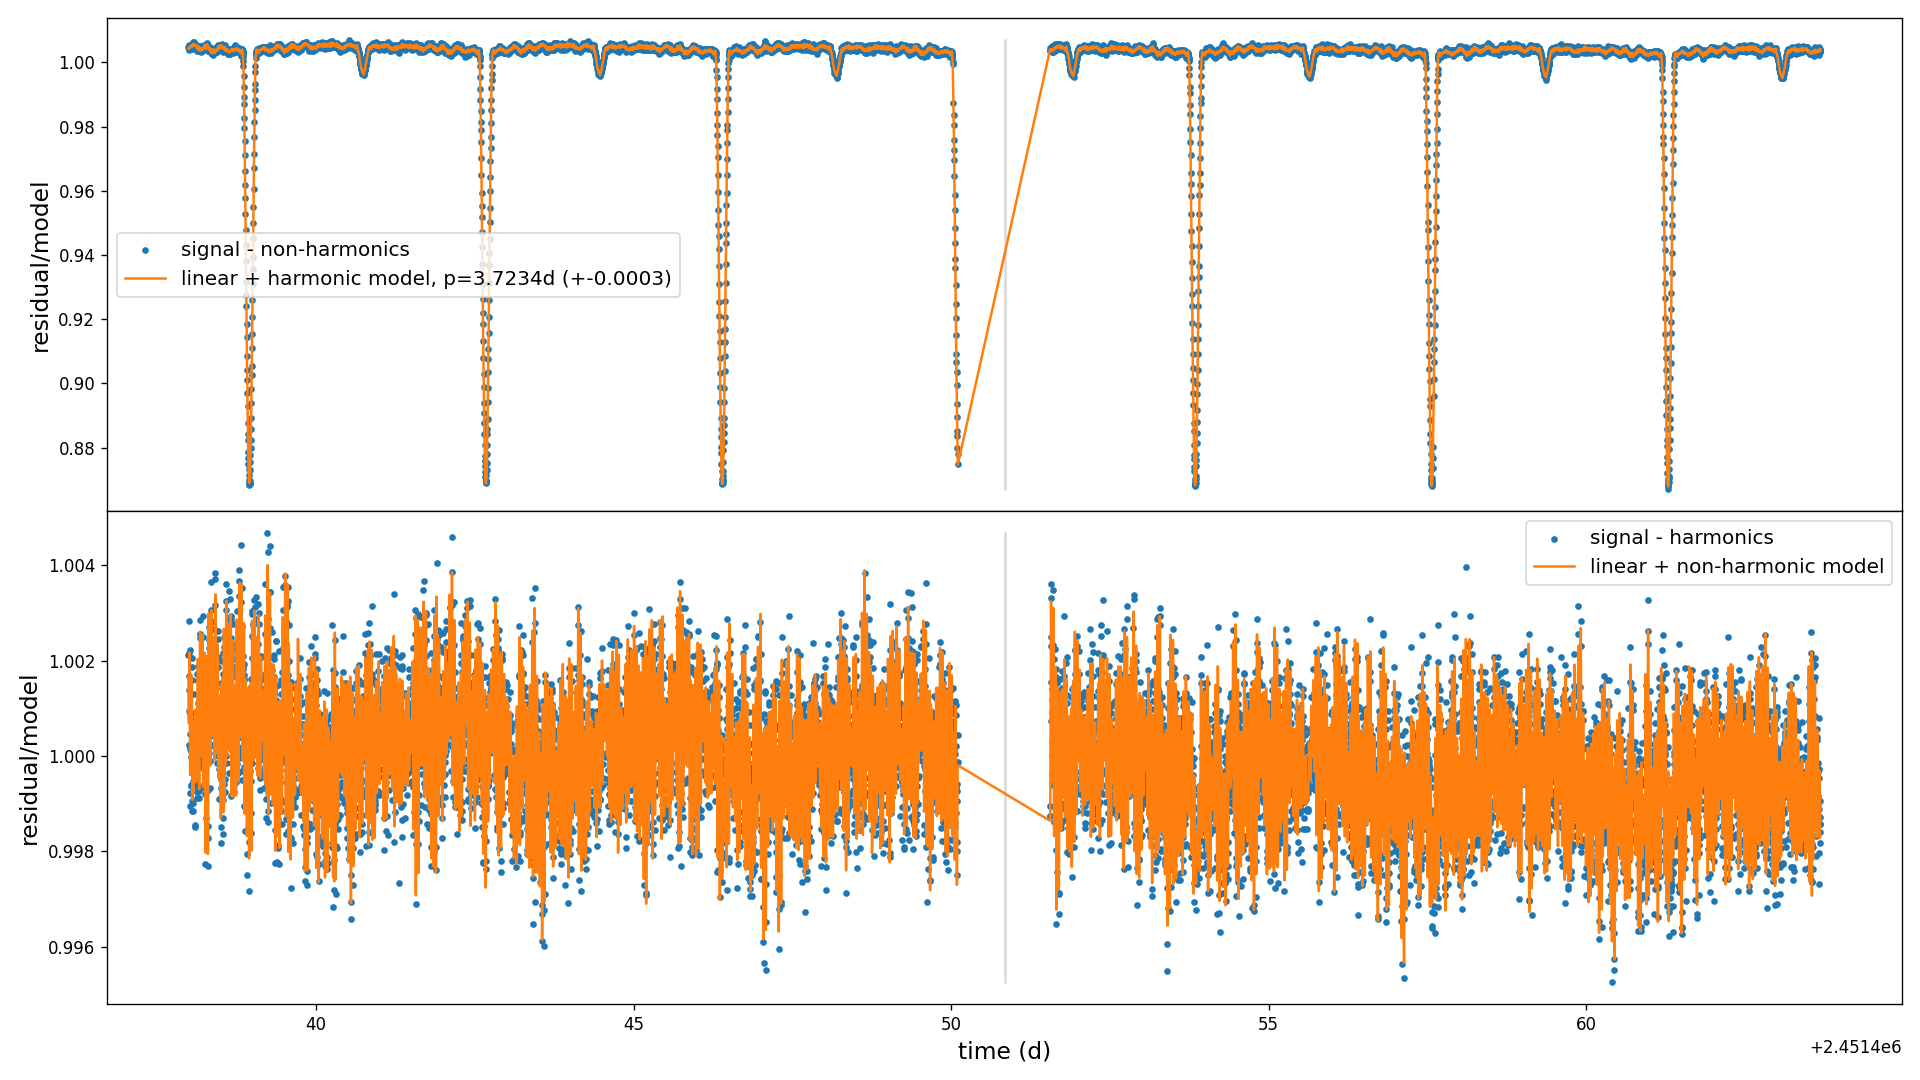 1.00
0.98
0.96
0.94
0.92
0.90
0.88
residual/model
signal - non-harmonics
linear + harmonic model, p=3.7234d (+-0.0003)
1.004
1.002
1.000
0.998
0.996
residual/model
signal - harmonics
linear + non-harmonic model
40
45
50
55
60
time (d)
+2.4514e6